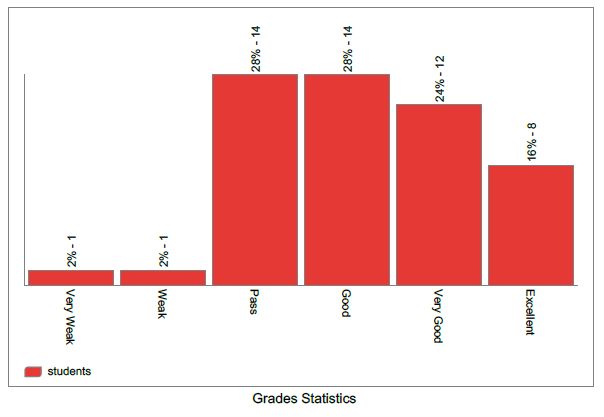 2% - 1
2% - 1
28% - 14
28% - 14
24% - 12
16% - 8
Very Weak
Weak
Pass
Good
Very Good
Excellent
students
Grades Statistics